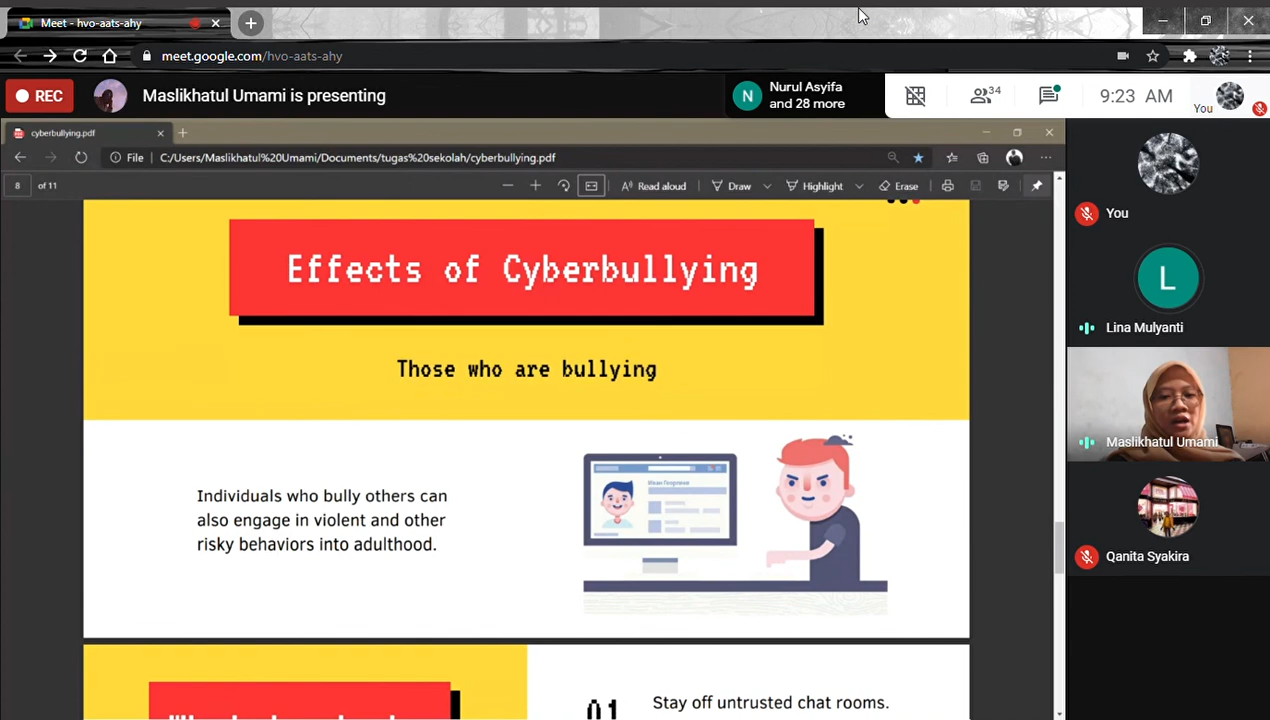 Meet - hvo-aats-ahy
meet.google.com/hvo-aats-ahy
REC
Maslikhatul Umami is presenting
N
Nurul Asyifa
and 28 more
34
9:23 AM
You
cyberbullying.pdf
File
C:/Users/Maslikhatul%20Umami/Documents/tugas%20sekolah/cyberbullying.pdf
8
of 11
Read aloud
Draw
Highlight
Erase
Effects of Cyberbullying
Those who are bullying
Individuals who bully others can
also engage in violent and other
risky behaviors into adulthood.
Иван Георгиев
01
Stay off untrusted chat rooms.
You
L
Lina Mulyanti
Maslikhatul Umami
Qanita Syakira